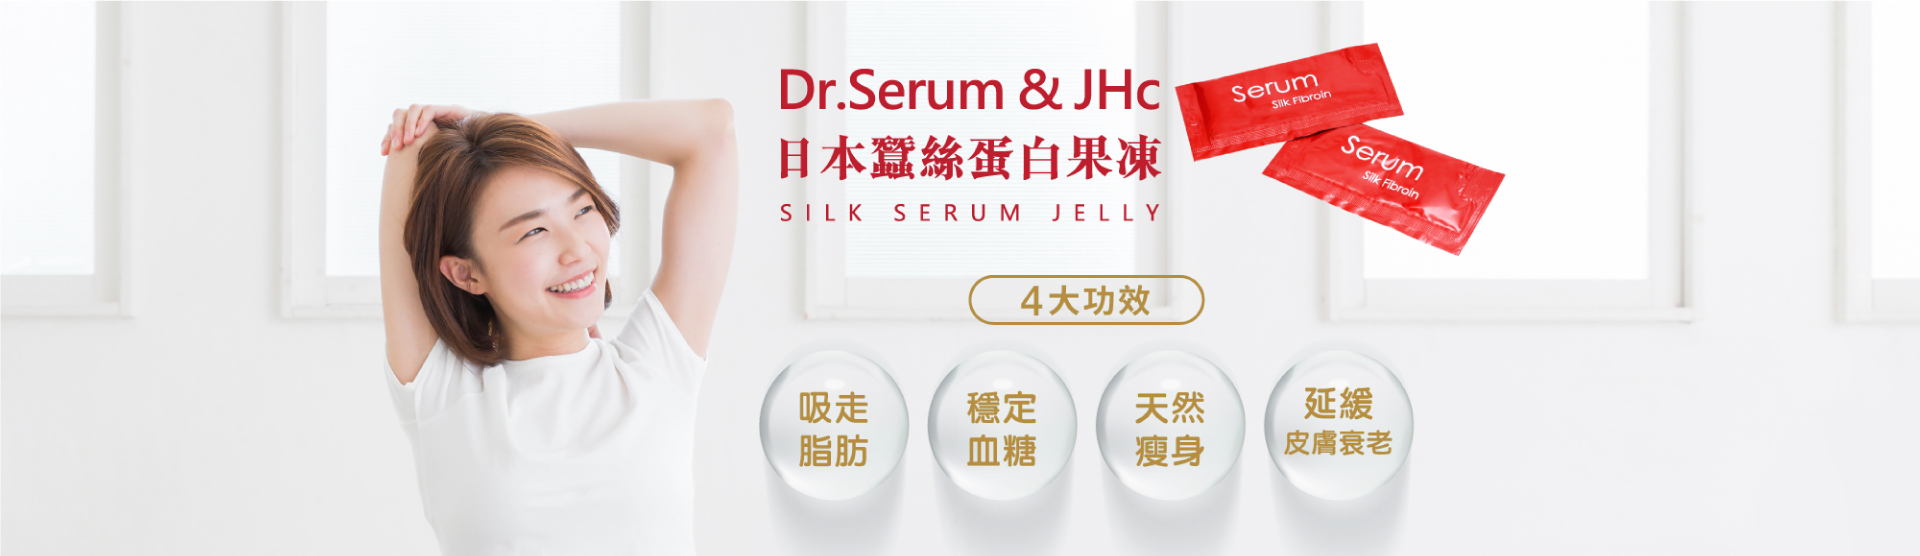 Dr.Serum & JHc
日本蠶絲蛋白果凍
SILK SERUM JELLY
Serum
Silk Fibroin
Serum
Silk Fibroin
4大功效
吸走
脂肪
穩定
血糖
天然
瘦身
延緩
皮膚衰老